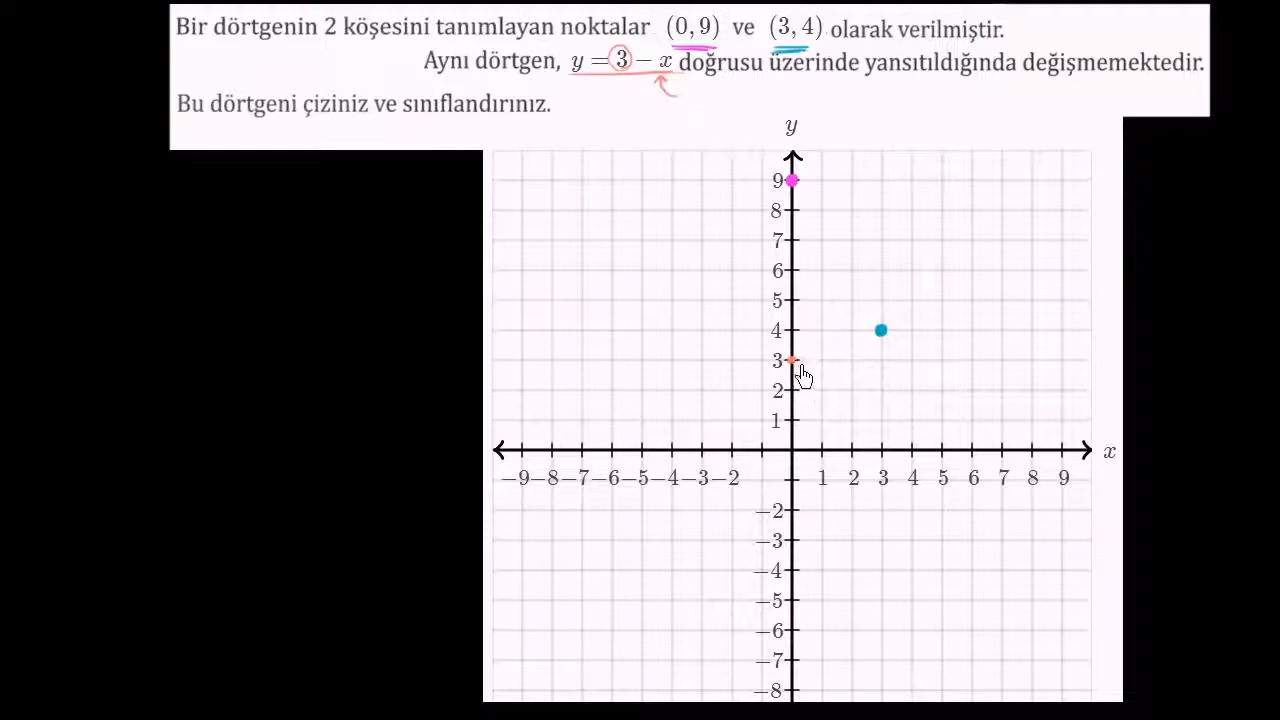 Bir dörtgenin 2 köşesini tanımlayan noktalar (0, 9) ve (3, 4) olarak verilmiştir.
Aynı dörtgen, y = 3 − x doğrusu üzerinde yansıtıldığında değişmemektedir.
Bu dörtgeni çiziniz ve sınıflandırınız.
y
9
8
7
6
5
4
3
2
1
x
−9 −8 −7 −6 −5 −4 −3 −2 1 2 3 4 5 6 7 8 9
−2
−3
−4
−5
−6
−7
−8